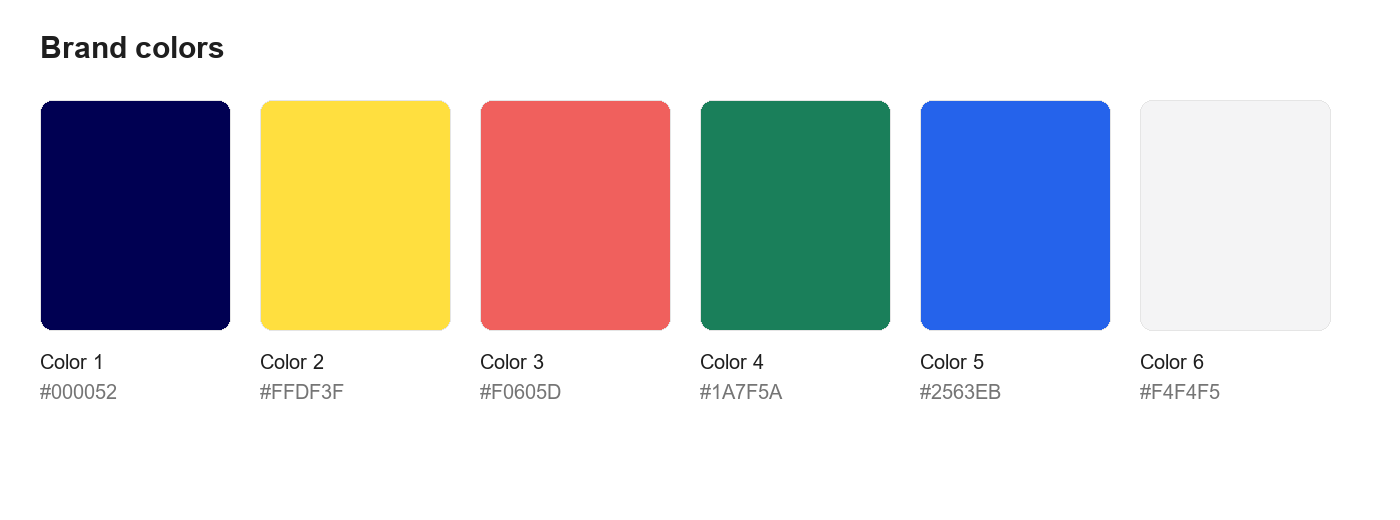 Brand colors
Color 1
#000052
Color 2
#FFDF3F
Color 3
#F0605D
Color 4
#1A7F5A
Color 5
#2563EB
Color 6
#F4F4F5